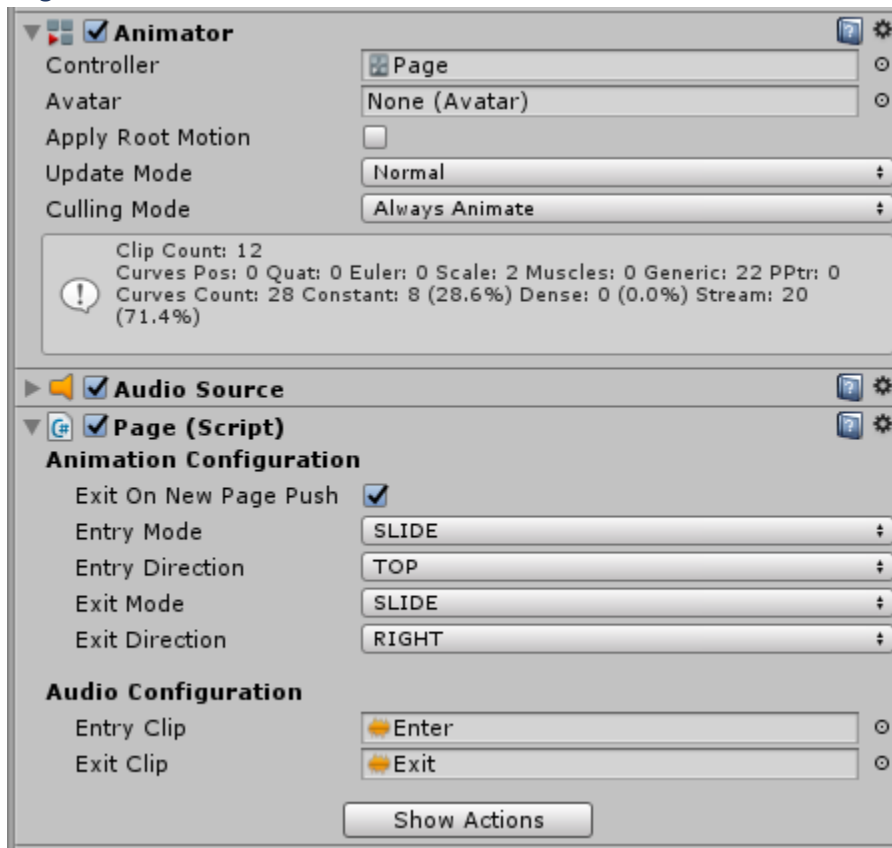 Animator
Controller Page
Avatar None (Avatar)
Apply Root Motion
Update Mode Normal
Culling Mode Always Animate
Clip Count: 12
Curves Pos: 0 Quat: 0 Euler: 0 Scale: 2 Muscles: 0 Generic: 22 PPtr: 0
Curves Count: 28 Constant: 8 (28.6%) Dense: 0 (0.0%) Stream: 20
(71.4%)
Audio Source
Page (Script)
Animation Configuration
Exit On New Page Push
Entry Mode SLIDE
Entry Direction TOP
Exit Mode SLIDE
Exit Direction RIGHT
Audio Configuration
Entry Clip Enter
Exit Clip Exit
Show Actions